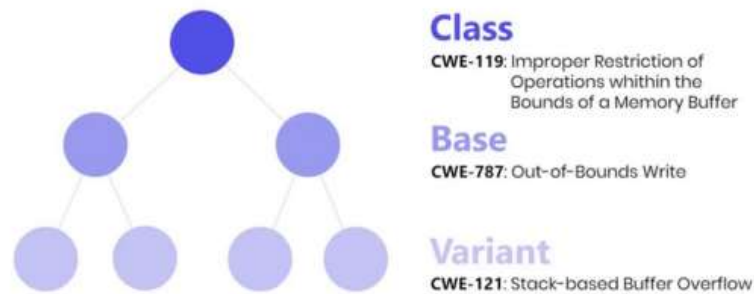 Class
CWE-119: Improper Restriction of
Operations whithin the
Bounds of a Memory Buffer
Base
CWE-787: Out-of-Bounds Write
Variant
CWE-121: Stack-based Buffer Overflow